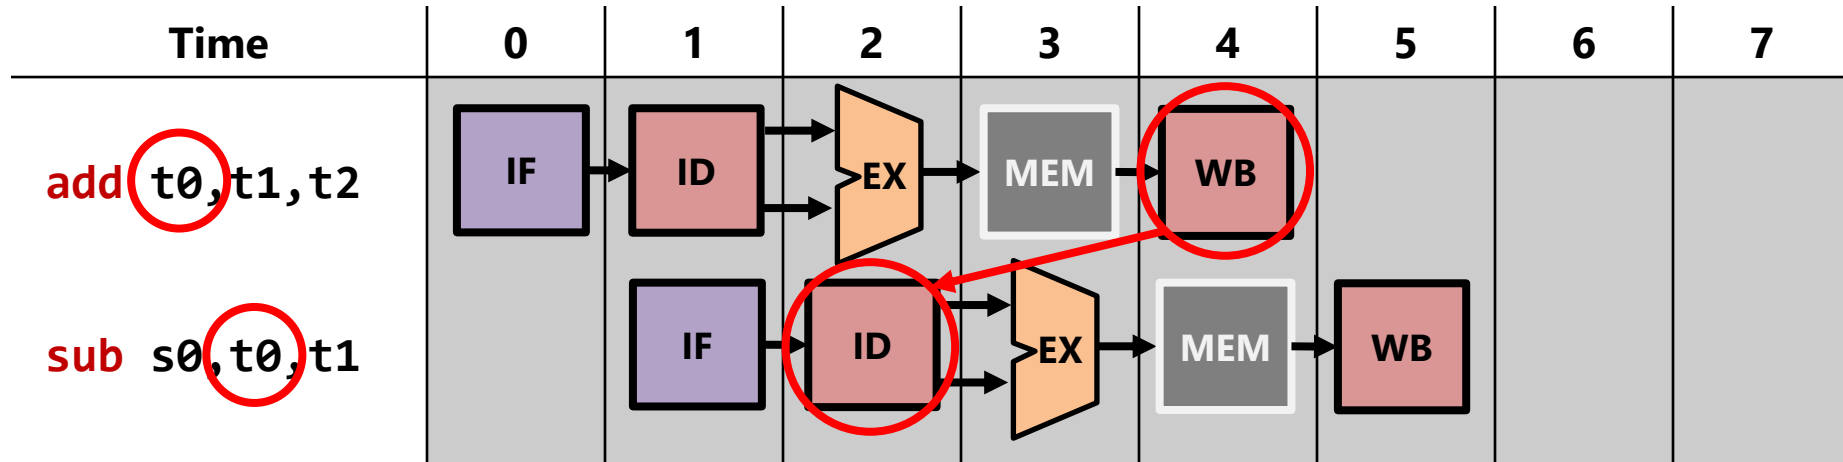 Time 0 1 2 3 4 5 6 7
add t0,t1,t2 IF ID EX MEM WB
sub s0,t0,t1 IF ID EX MEM WB